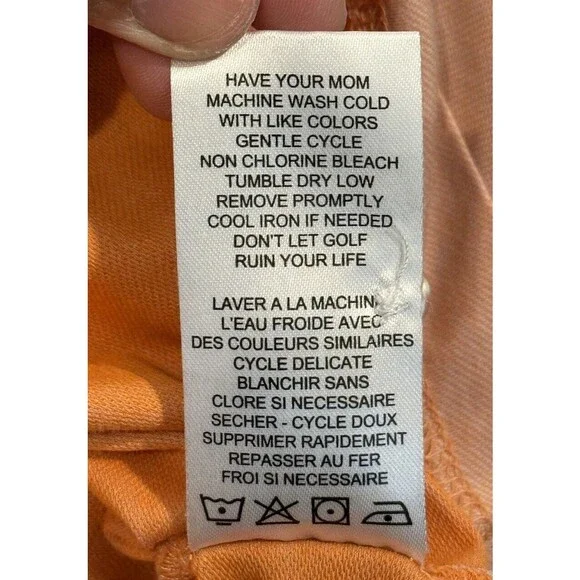 HAVE YOUR MOM
MACHINE WASH COLD
WITH LIKE COLORS
GENTLE CYCLE
NON CHLORINE BLEACH
TUMBLE DRY LOW
REMOVE PROMPTLY
COOL IRON IF NEEDED
DON'T LET GOLF
RUIN YOUR LIFE
LAVER A LA MACHIN
L'EAU FROIDE AVEC
DES COULEURS SIMILAIRES
CYCLE DELICATE
BLANCHIR SANS
CLORE SI NECESSAIRE
SECHER - CYCLE DOUX
SUPPRIMER RAPIDEMENT
REPASSER AU FER
FROI SI NECESSAIRE